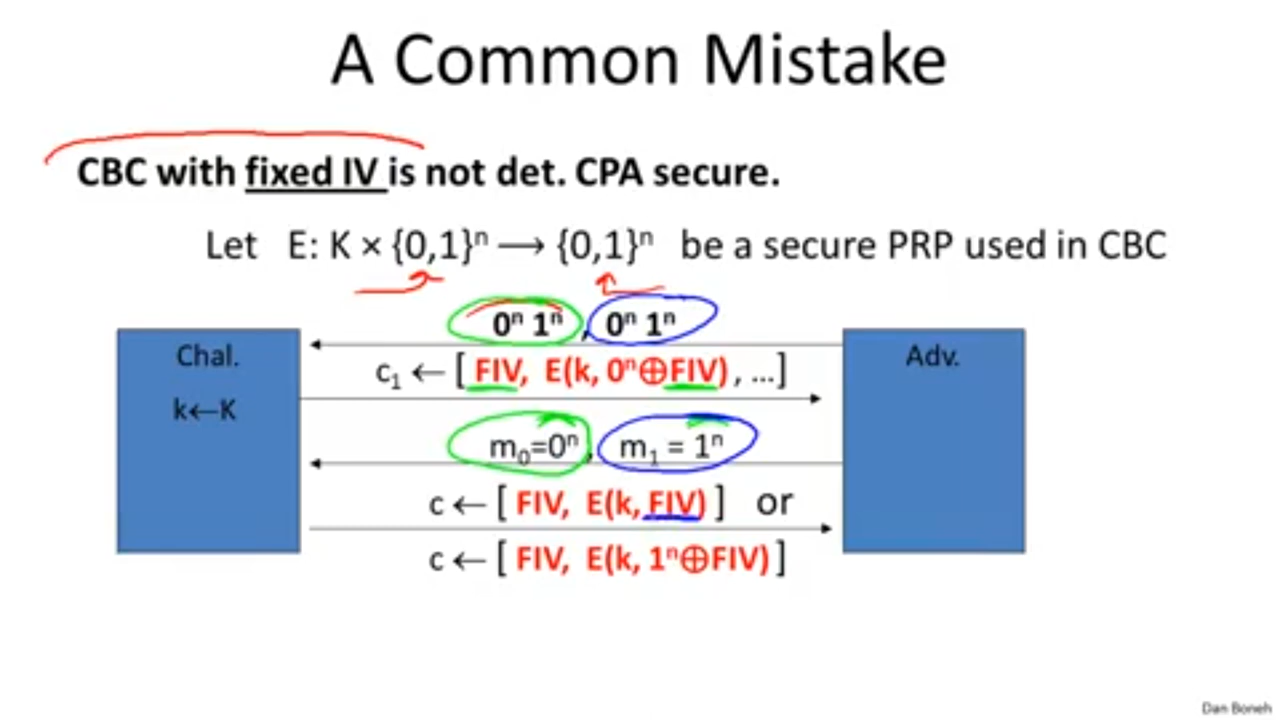 A Common Mistake
CBC with fixed IV is not det. CPA secure.
Let E: K × {0,1}ⁿ ⟶ {0,1}ⁿ be a secure PRP used in CBC
0ⁿ 1ⁿ , 0ⁿ 1ⁿ
Chal.
Adv.
c₁ ← [ FIV, E(k, 0ⁿ⊕FIV) , …]
k←K
m₀=0ⁿ , m₁ = 1ⁿ
c ← [ FIV, E(k, FIV) ] or
c ← [ FIV, E(k, 1ⁿ⊕FIV) ]
Dan Boneh